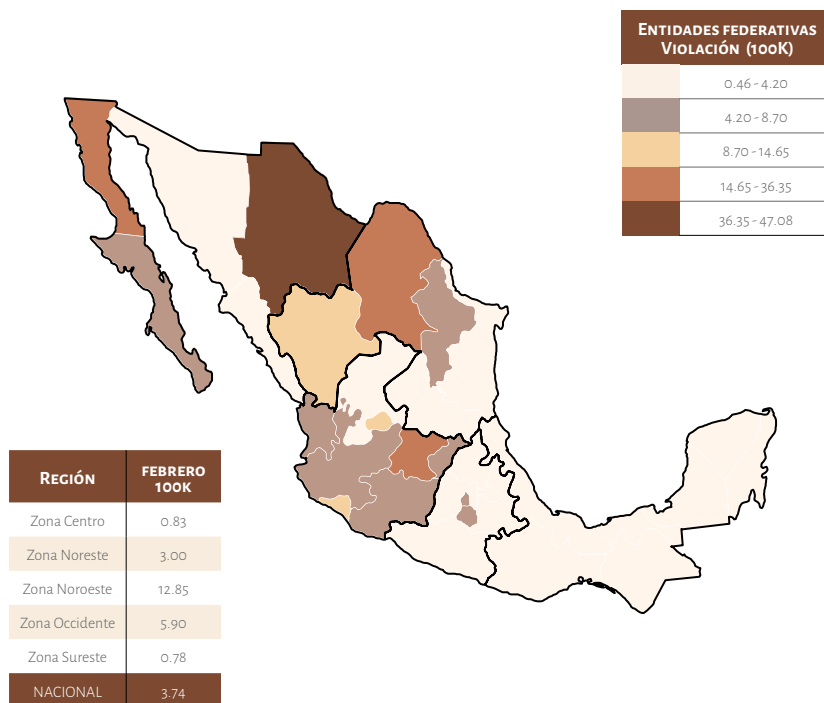 Entidades federativas
Violación (100K)
0.46 - 4.20
4.20 - 8.70
8.70 - 14.65
14.65 - 36.35
36.35 - 47.08
Región febrero
100K
Zona Centro 0.83
Zona Noreste 3.00
Zona Noroeste 12.85
Zona Occidente 5.90
Zona Sureste 0.78
NACIONAL 3.74